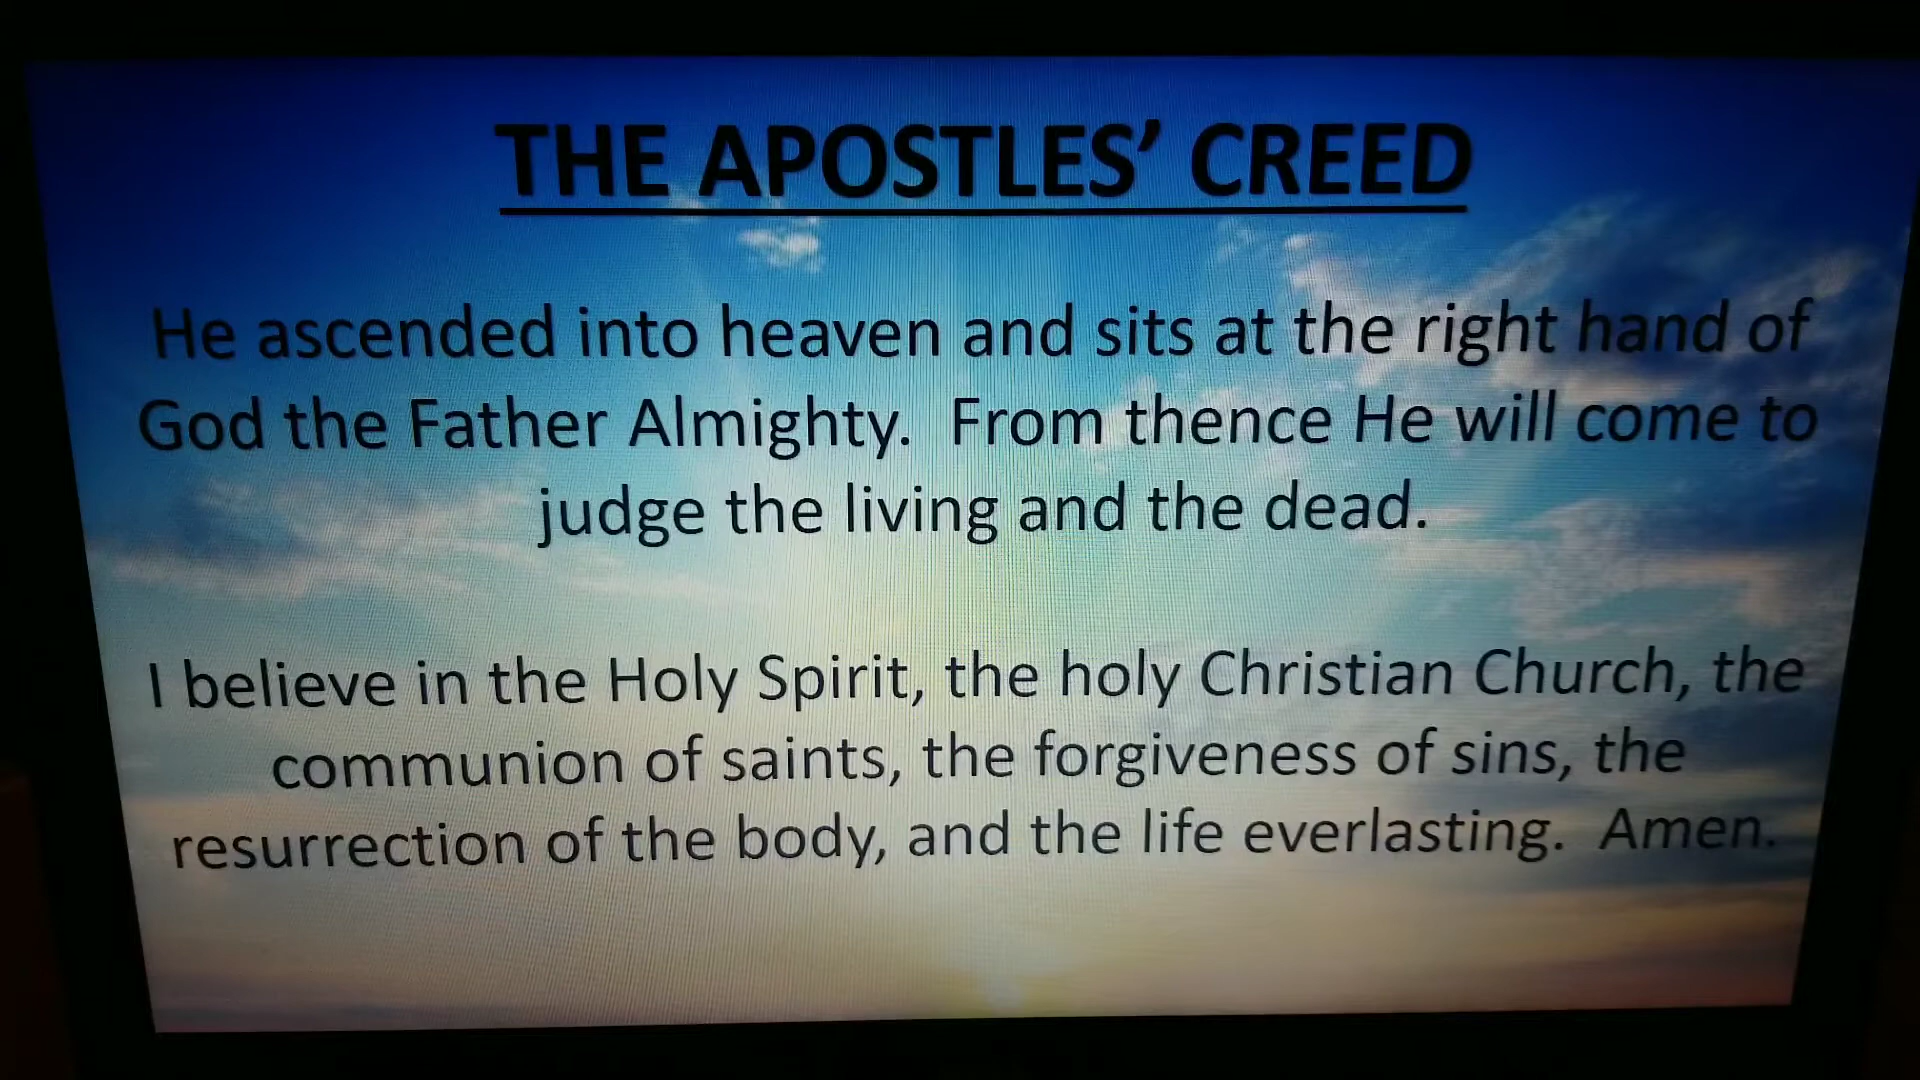 THE APOSTLES’ CREED
He ascended into heaven and sits at the right hand of
God the Father Almighty.  From thence He will come to
judge the living and the dead.
I believe in the Holy Spirit, the holy Christian Church, the
communion of saints, the forgiveness of sins, the
resurrection of the body, and the life everlasting.  Amen.